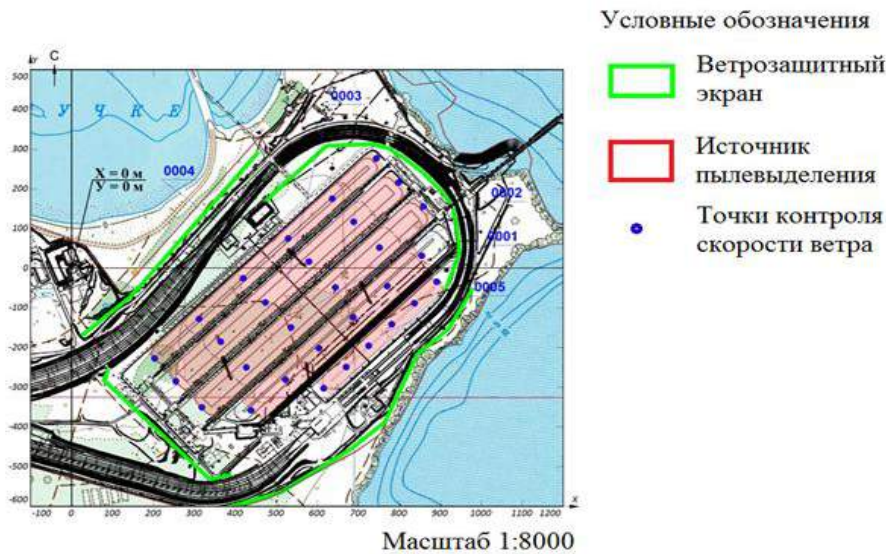 Условные обозначения
Ветрозащитный
экран
Источник
пылевыделения
Точки контроля
скорости ветра
У
С
500
400
300
200
100
0
-100
-200
-300
-400
-500
-600
У Ч К Е
0003
0004
X = 0 м
У = 0 м
0002
0001
0005
-100 0 100 200 300 400 500 600 700 800 900 1000 1100 1200
X
Масштаб 1:8000